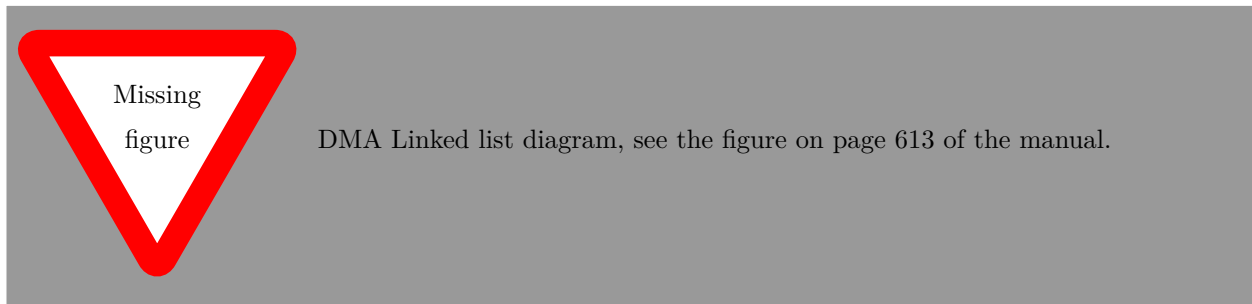 Missing
figure
DMA Linked list diagram, see the figure on page 613 of the manual.